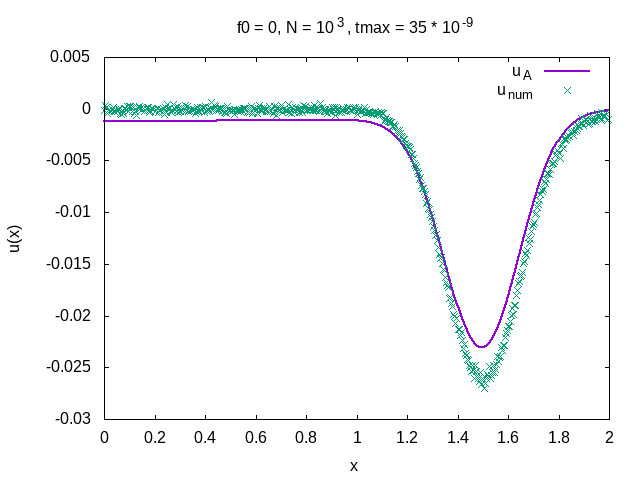 f0 = 0, N = 10^3, tmax = 35 * 10^-9
0.005
0
-0.005
-0.01
-0.015
-0.02
-0.025
-0.03
u_A
u_num
u(x)
0 0.2 0.4 0.6 0.8 1 1.2 1.4 1.6 1.8 2
x